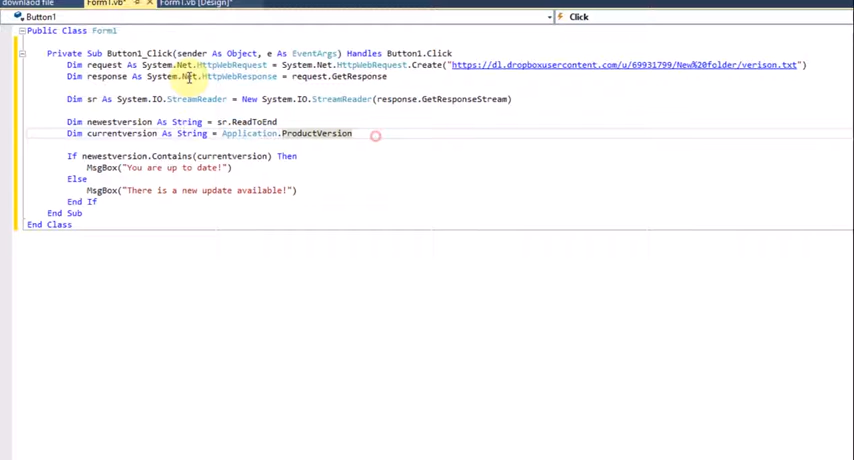 downlaod file Form1.vb* × Form1.vb [Design]*
Button1 Click
Public Class Form1
Private Sub Button1_Click(sender As Object, e As EventArgs) Handles Button1.Click
Dim request As System.Net.HttpWebRequest = System.Net.HttpWebRequest.Create("https://dl.dropboxusercontent.com/u/69931799/New%20folder/verison.txt")
Dim response As System.Net.HttpWebResponse = request.GetResponse
Dim sr As System.IO.StreamReader = New System.IO.StreamReader(response.GetResponseStream)
Dim newestversion As String = sr.ReadToEnd
Dim currentversion As String = Application.ProductVersion
If newestversion.Contains(currentversion) Then
MsgBox("You are up to date!")
Else
MsgBox("There is a new update available!")
End If
End Sub
End Class